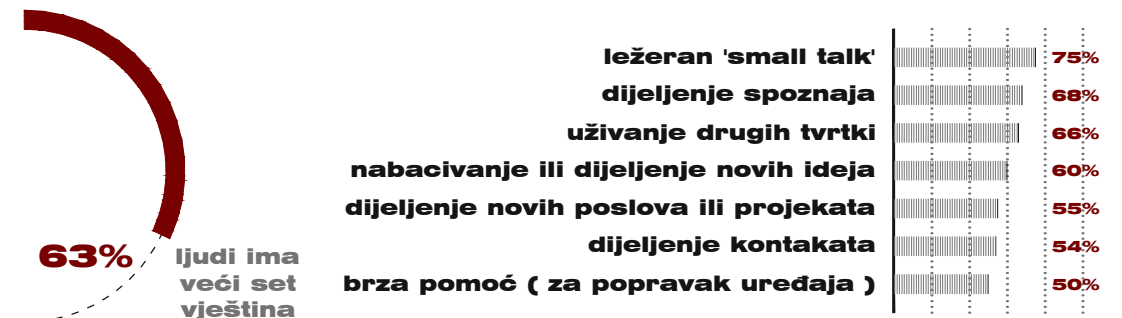 63%
ljudi ima
veći set
vještina
ležeran 'small talk' 75%
dijeljenje spoznaja 68%
uživanje drugih tvrtki 66%
nabacivanje ili dijeljenje novih ideja 60%
dijeljenje novih poslova ili projekata 55%
dijeljenje kontakata 54%
brza pomoć ( za popravak uređaja ) 50%